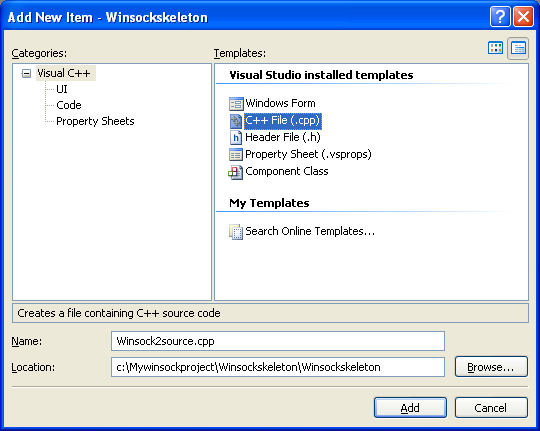 Add New Item - Winsockskeleton
Categories:
Templates:
Visual C++
UI
Code
Property Sheets
Visual Studio installed templates
Windows Form
C++ File (.cpp)
Header File (.h)
Property Sheet (.vsprops)
Component Class
My Templates
Search Online Templates...
Creates a file containing C++ source code
Name:
Winsock2source.cpp
Location:
c:\Mywinsockproject\Winsockskeleton\Winsockskeleton
Browse...
Add
Cancel